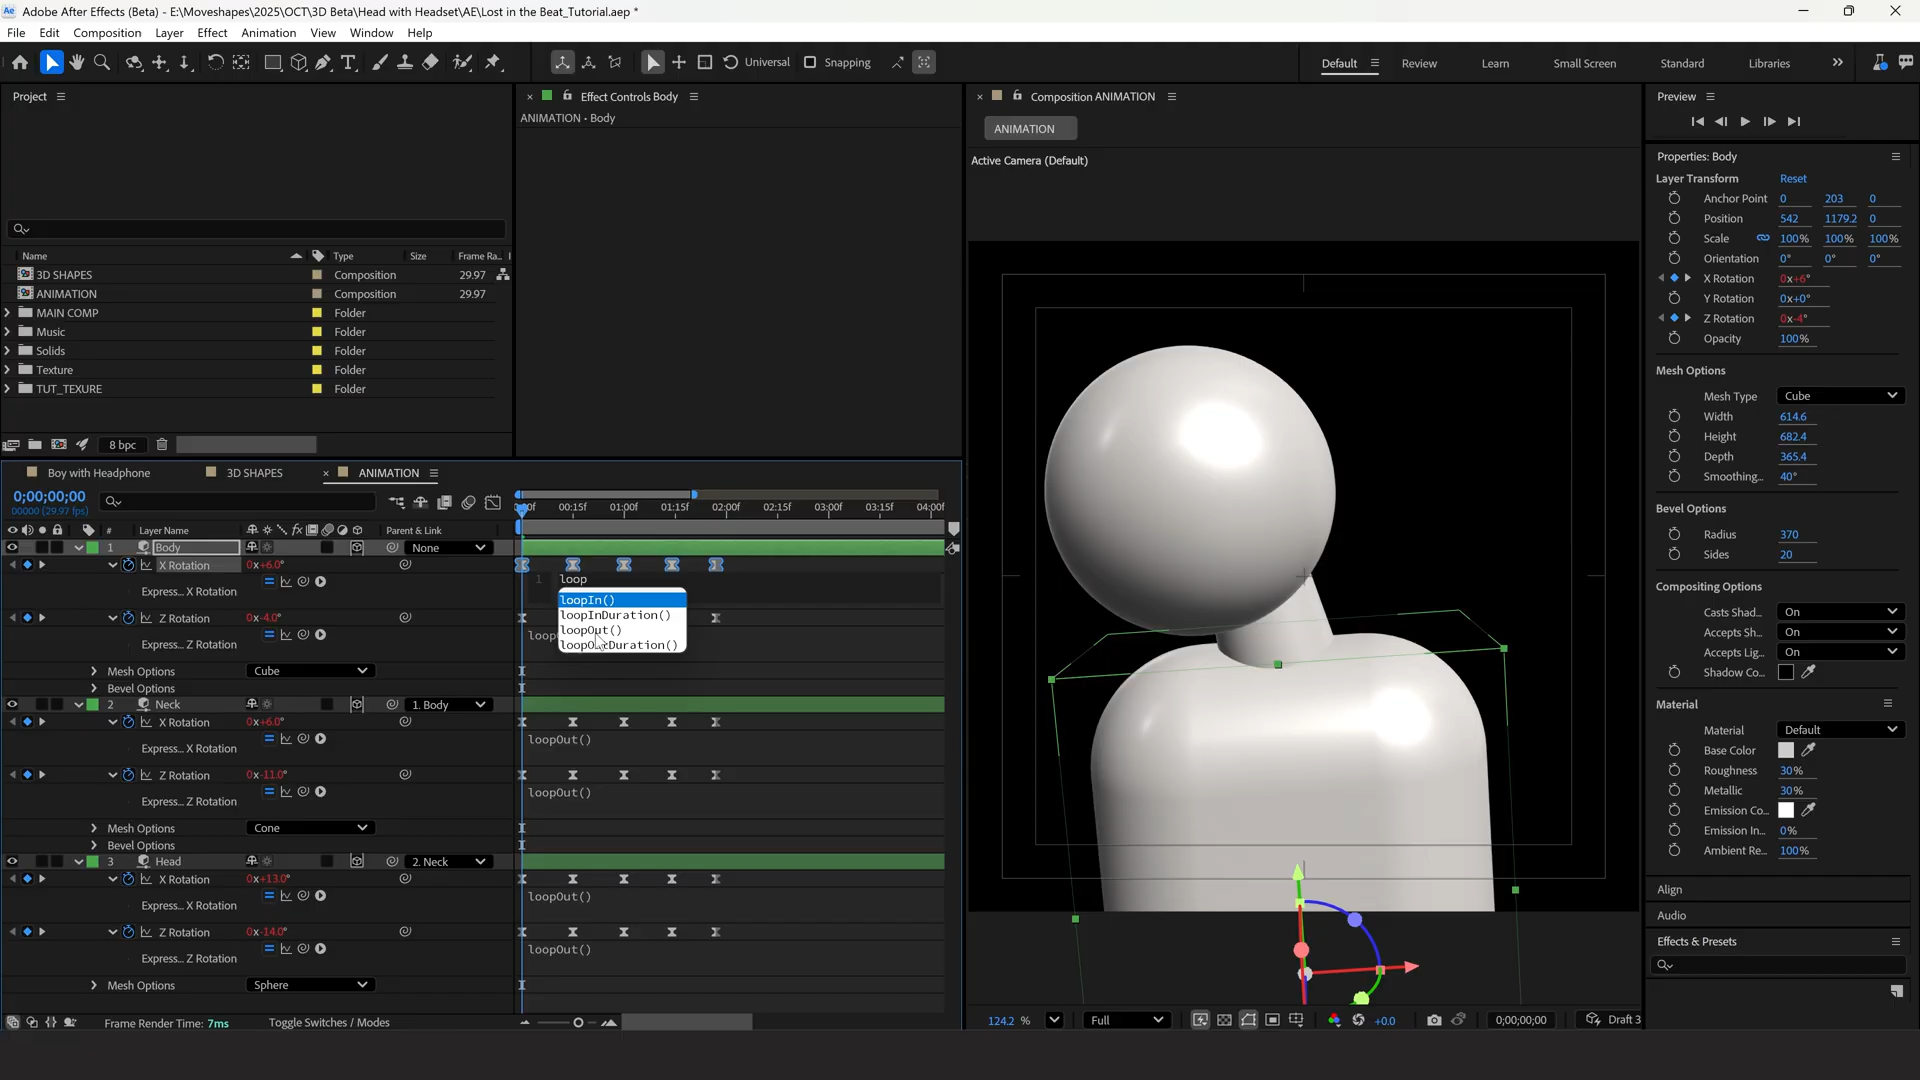 Ae Adobe After Effects (Beta) - E:\Moveshapes\2025\OCT\3D Beta\Head with Headset\AE\Lost in the Beat_Tutorial.aep *
File Edit Composition Layer Effect Animation View Window Help
Universal Snapping Default Review Learn Small Screen Standard Libraries
Project
Name Type Size Frame Ra..
3D SHAPES Composition 29.97
ANIMATION Composition 29.97
MAIN COMP Folder
Music Folder
Solids Folder
Texture Folder
TUT_TEXURE Folder
8 bpc
Effect Controls Body
ANIMATION • Body
Composition ANIMATION
ANIMATION
Active Camera (Default)
124.2 % Full +0.0 0;00;00;00 Draft 3
Preview
Properties: Body
Layer Transform Reset
Anchor Point 0 203 0
Position 542 1179.2 0
Scale 100% 100% 100%
Orientation 0° 0° 0°
X Rotation 0x+6°
Y Rotation 0x+0°
Z Rotation 0x-4°
Opacity 100%
Mesh Options
Mesh Type Cube
Width 614.6
Height 682.4
Depth 365.4
Smoothing... 40°
Bevel Options
Radius 370
Sides 20
Compositing Options
Casts Shad... On
Accepts Sh... On
Accepts Lig... On
Shadow Co...
Material
Material Default
Base Color
Roughness 30%
Metallic 30%
Emission Co...
Emission In... 0%
Ambient Re... 100%
Align
Audio
Effects & Presets
Boy with Headphone 3D SHAPES ANIMATION
0;00;00;00
00000 (29.97 fps)
00:15f 01:00f 01:15f 02:00f 02:15f 03:00f 03:15f 04:00f
# Layer Name fx Parent & Link
1 Body None
X Rotation 0x+6.0°
1 loop
Express... X Rotation
loopIn()
loopInDuration()
loopOut()
loopOutDuration()
Z Rotation 0x-4.0°
Express... Z Rotation
Mesh Options Cube
Bevel Options
2 Neck 1. Body
X Rotation 0x+6.0°
Express... X Rotation loopOut()
Z Rotation 0x-11.0°
Express... Z Rotation loopOut()
Mesh Options Cone
Bevel Options
3 Head 2. Neck
X Rotation 0x+13.0°
Express... X Rotation loopOut()
Z Rotation 0x-14.0°
Express... Z Rotation loopOut()
Mesh Options Sphere
Frame Render Time: 7ms Toggle Switches / Modes